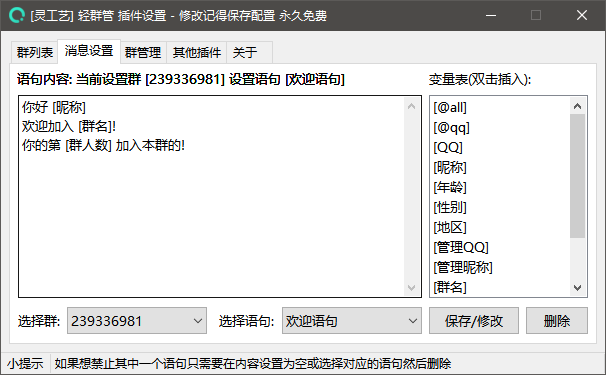 [灵工艺] 轻群管 插件设置 - 修改记得保存配置 永久免费
群列表 消息设置 群管理 其他插件 关于
语句内容: 当前设置群 [239336981] 设置语句 [欢迎语句]
变量表(双击插入):
你好 [昵称]
欢迎加入 [群名]!
你的第 [群人数] 加入本群的!
[@all]
[@qq]
[QQ]
[昵称]
[年龄]
[性别]
[地区]
[管理QQ]
[管理昵称]
[群名]
选择群: 239336981 选择语句: 欢迎语句 保存/修改 删除
小提示 如果想禁止其中一个语句只需要在内容设置为空或选择对应的语句然后删除